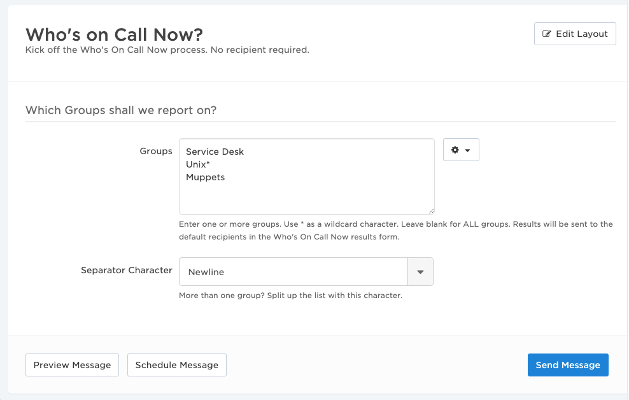 Who's on Call Now?
Edit Layout
Kick off the Who's On Call Now process. No recipient required.
Which Groups shall we report on?
Groups
Service Desk
Unix*
Muppets
Enter one or more groups. Use * as a wildcard character. Leave blank for ALL groups. Results will be sent to the
default recipients in the Who's On Call Now results form.
Separator Character
Newline
More than one group? Split up the list with this character.
Preview Message
Schedule Message
Send Message